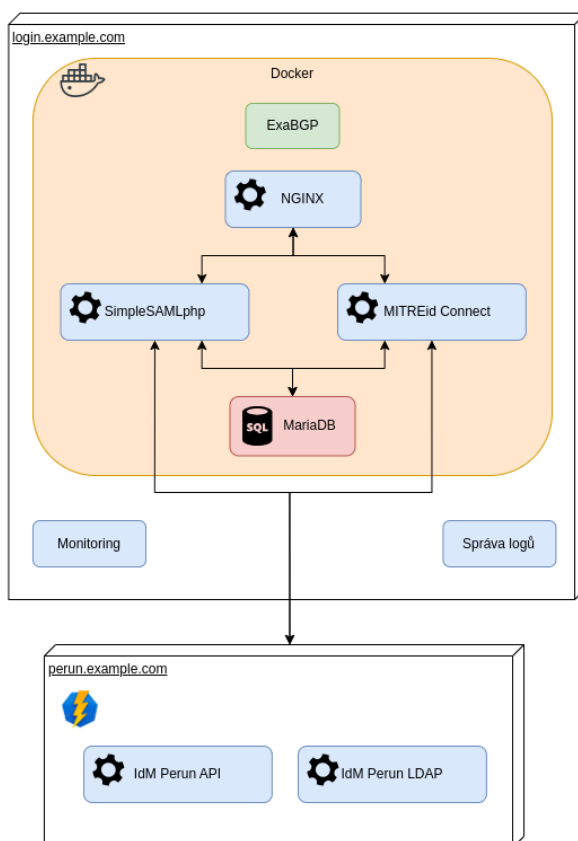 login.example.com
Docker
ExaBGP
NGINX
SimpleSAMLphp
MITREid Connect
SQL
MariaDB
Monitoring
Správa logů
perun.example.com
IdM Perun API
IdM Perun LDAP